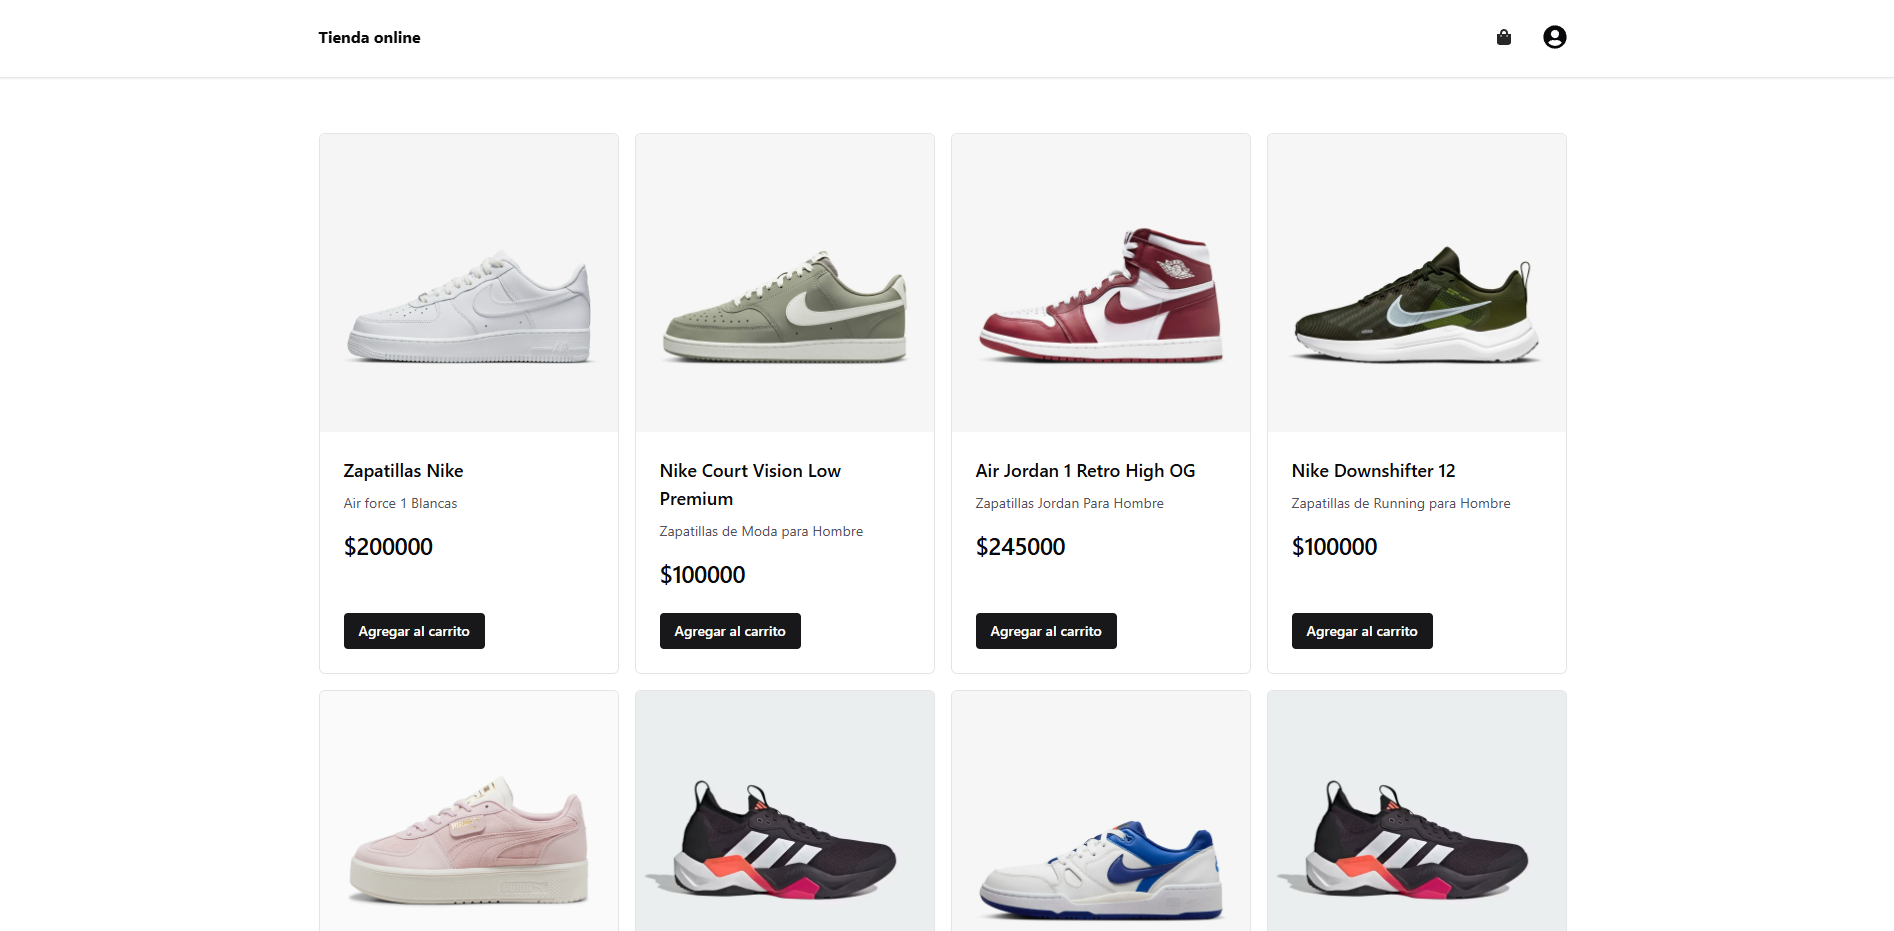 Tienda online
Zapatillas Nike
Air force 1 Blancas
$200000
Agregar al carrito
Nike Court Vision Low
Premium
Zapatillas de Moda para Hombre
$100000
Agregar al carrito
Air Jordan 1 Retro High OG
Zapatillas Jordan Para Hombre
$245000
Agregar al carrito
Nike Downshifter 12
Zapatillas de Running para Hombre
$100000
Agregar al carrito